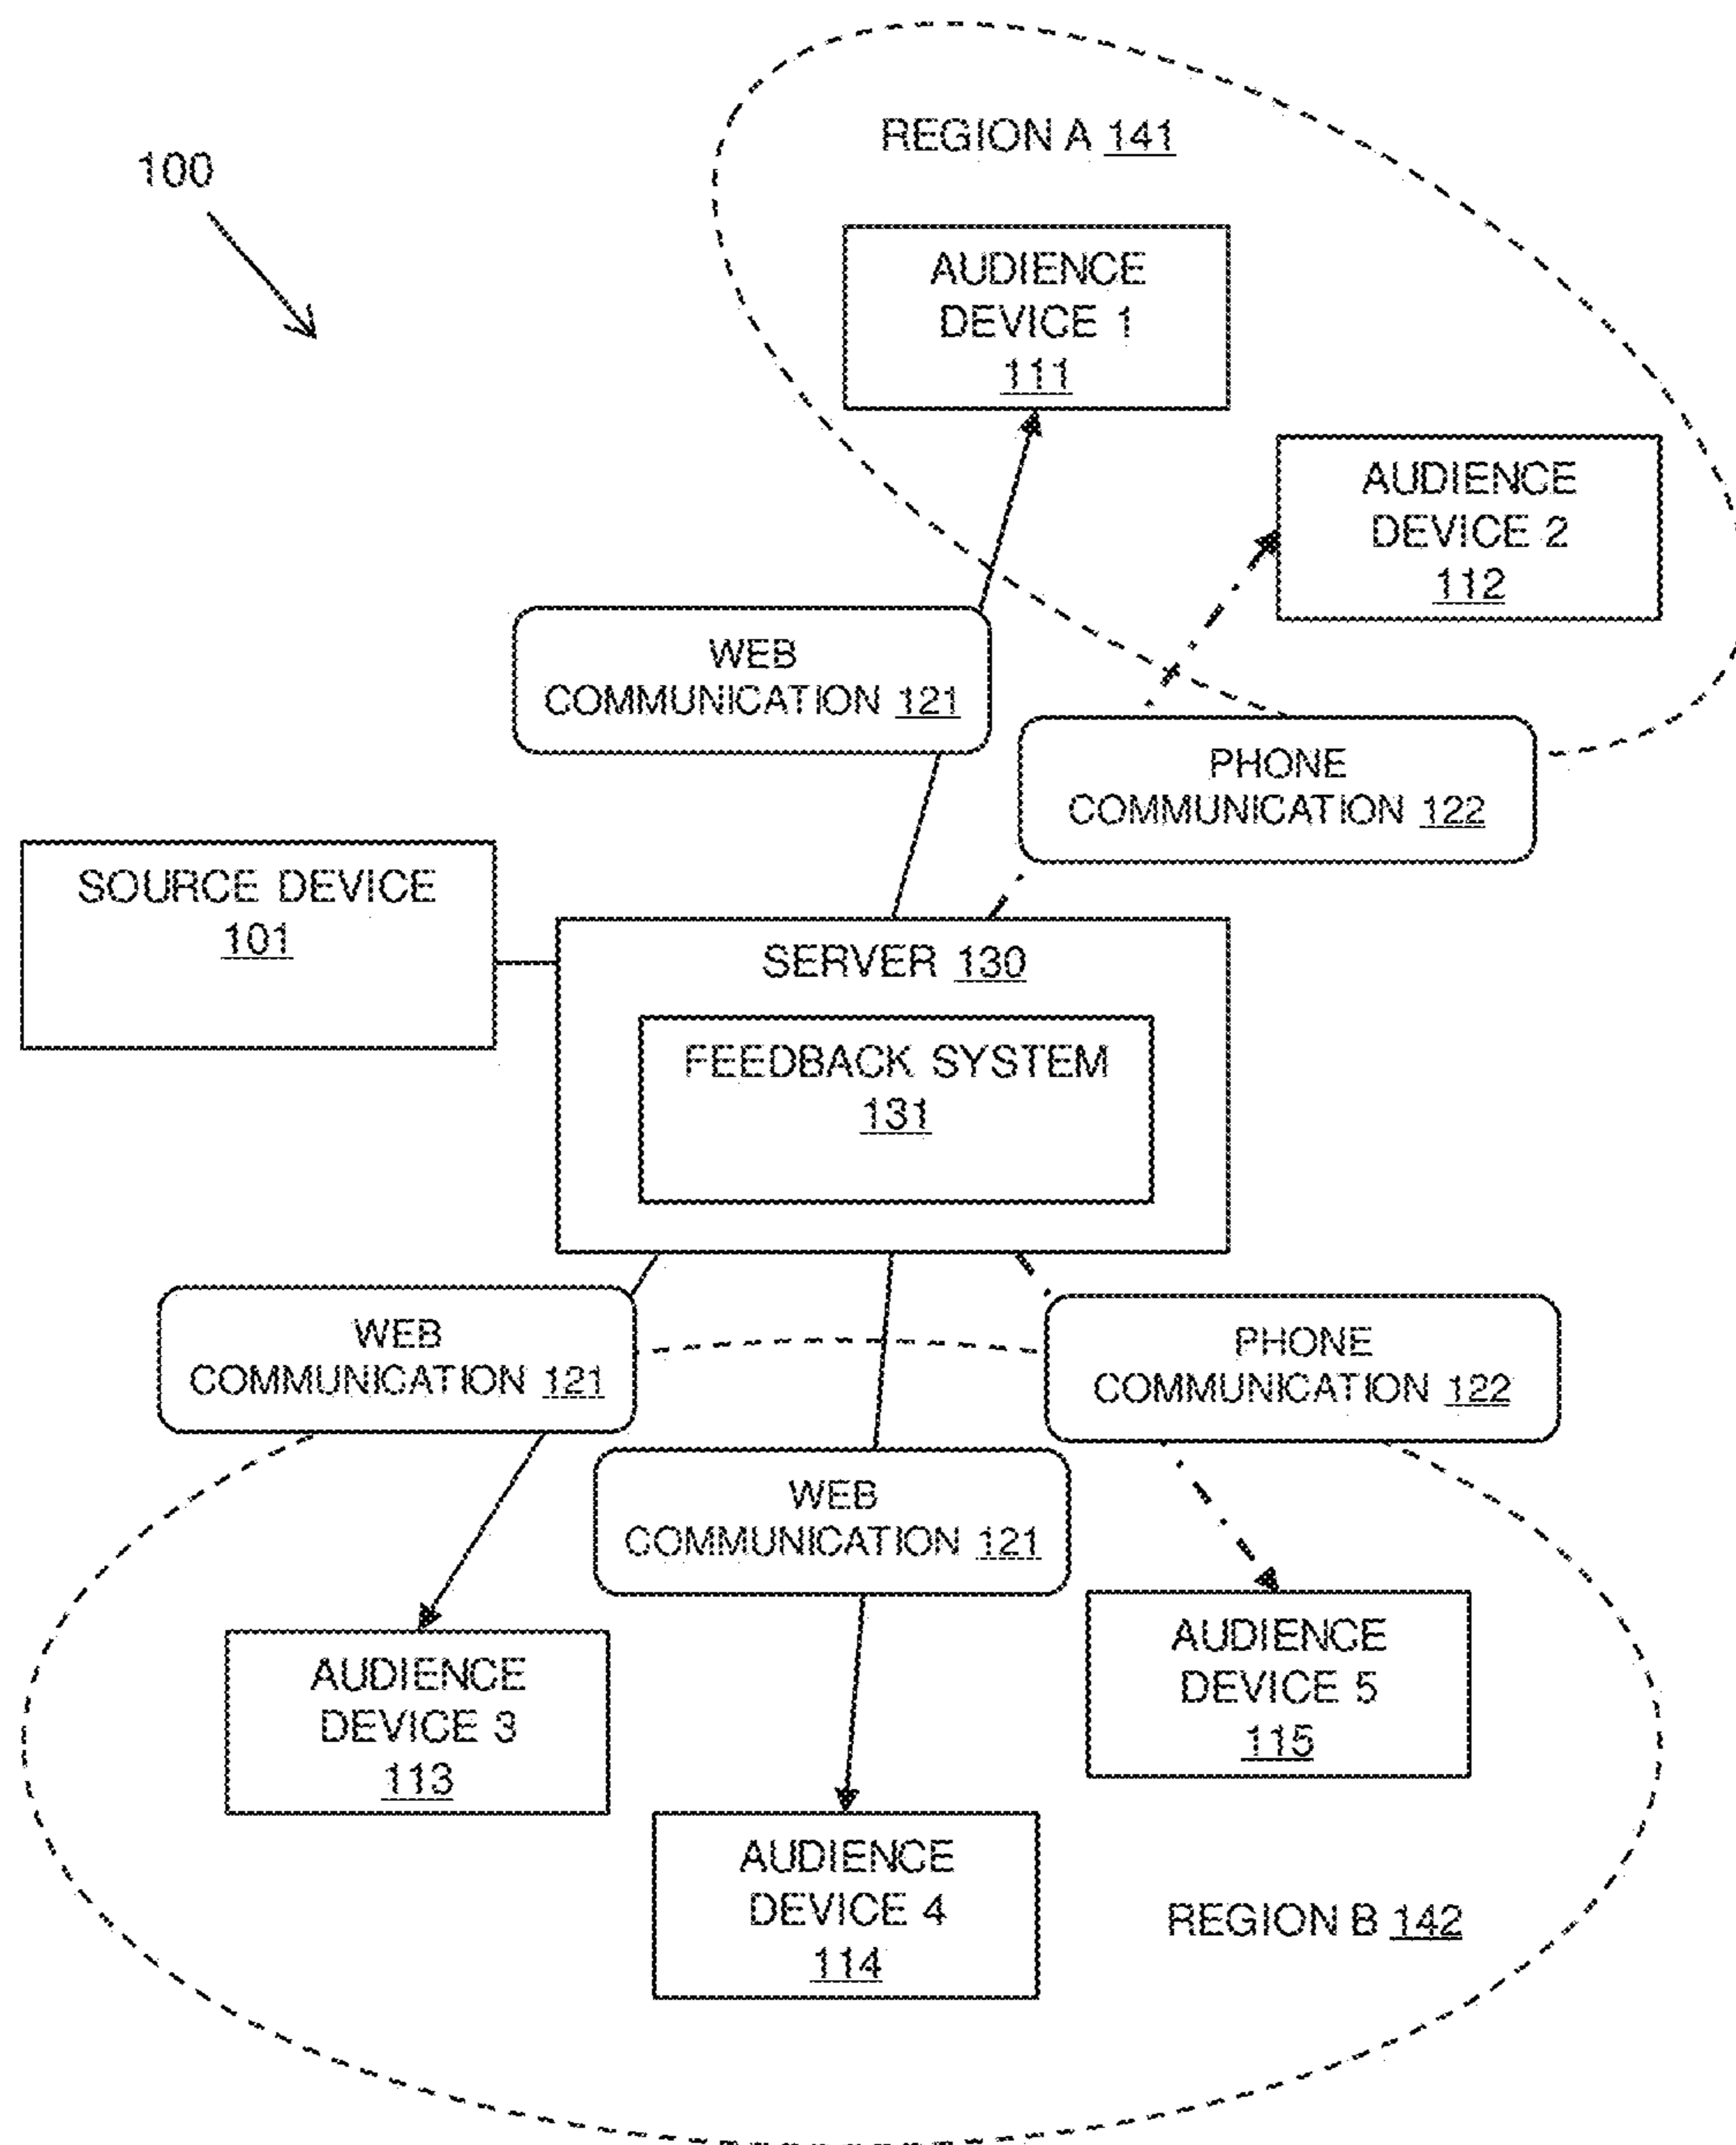 100
REGION A 141
AUDIENCE
DEVICE 1
111
AUDIENCE
DEVICE 2
112
WEB
COMMUNICATION 121
PHONE
COMMUNICATION 122
SOURCE DEVICE
101
SERVER 130
FEEDBACK SYSTEM
131
WEB
COMMUNICATION 121
PHONE
COMMUNICATION 122
WEB
COMMUNICATION 121
AUDIENCE
DEVICE 3
113
AUDIENCE
DEVICE 5
115
AUDIENCE
DEVICE 4
114
REGION B 142